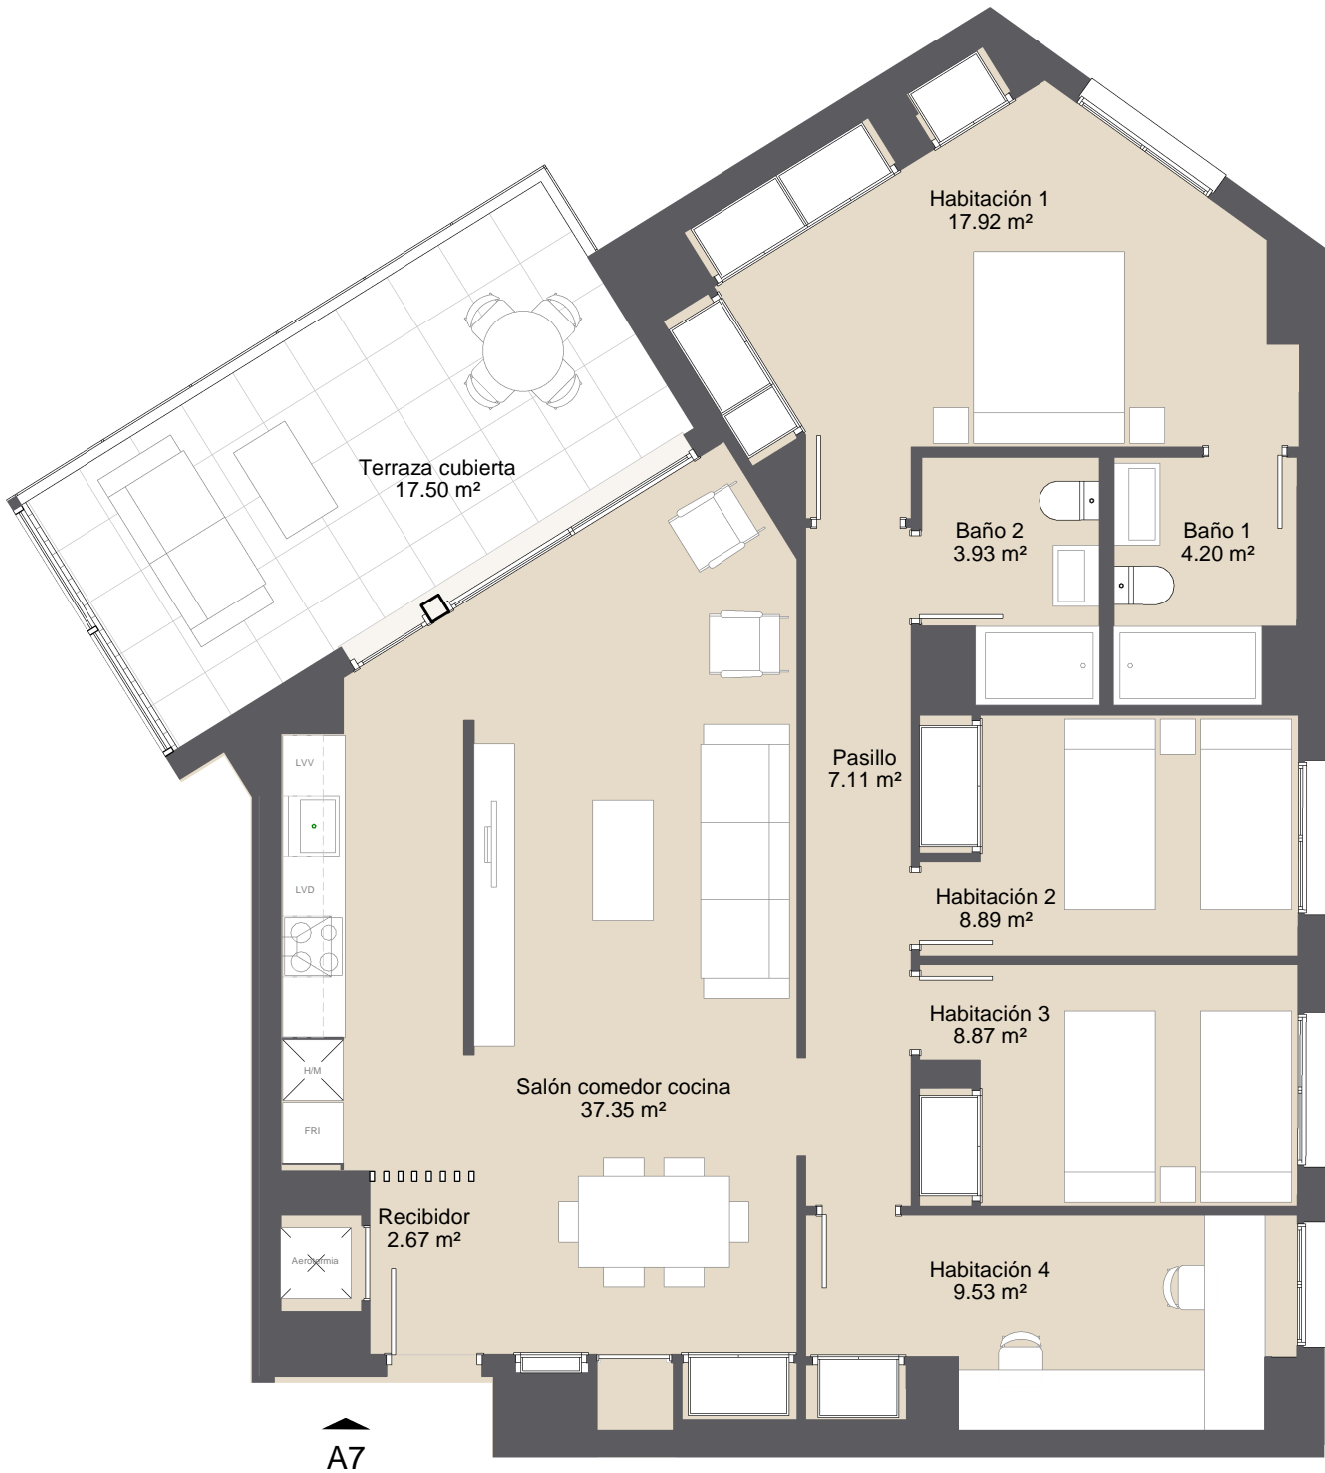 Habitación 1
17.92 m²
Terraza cubierta
17.50 m²
Baño 2
3.93 m²
Baño 1
4.20 m²
Pasillo
7.11 m²
LVV
LVD
Habitación 2
8.89 m²
Habitación 3
8.87 m²
H/M
FRI
Salón comedor cocina
37.35 m²
Recibidor
2.67 m²
Aerotermia
Habitación 4
9.53 m²
A7